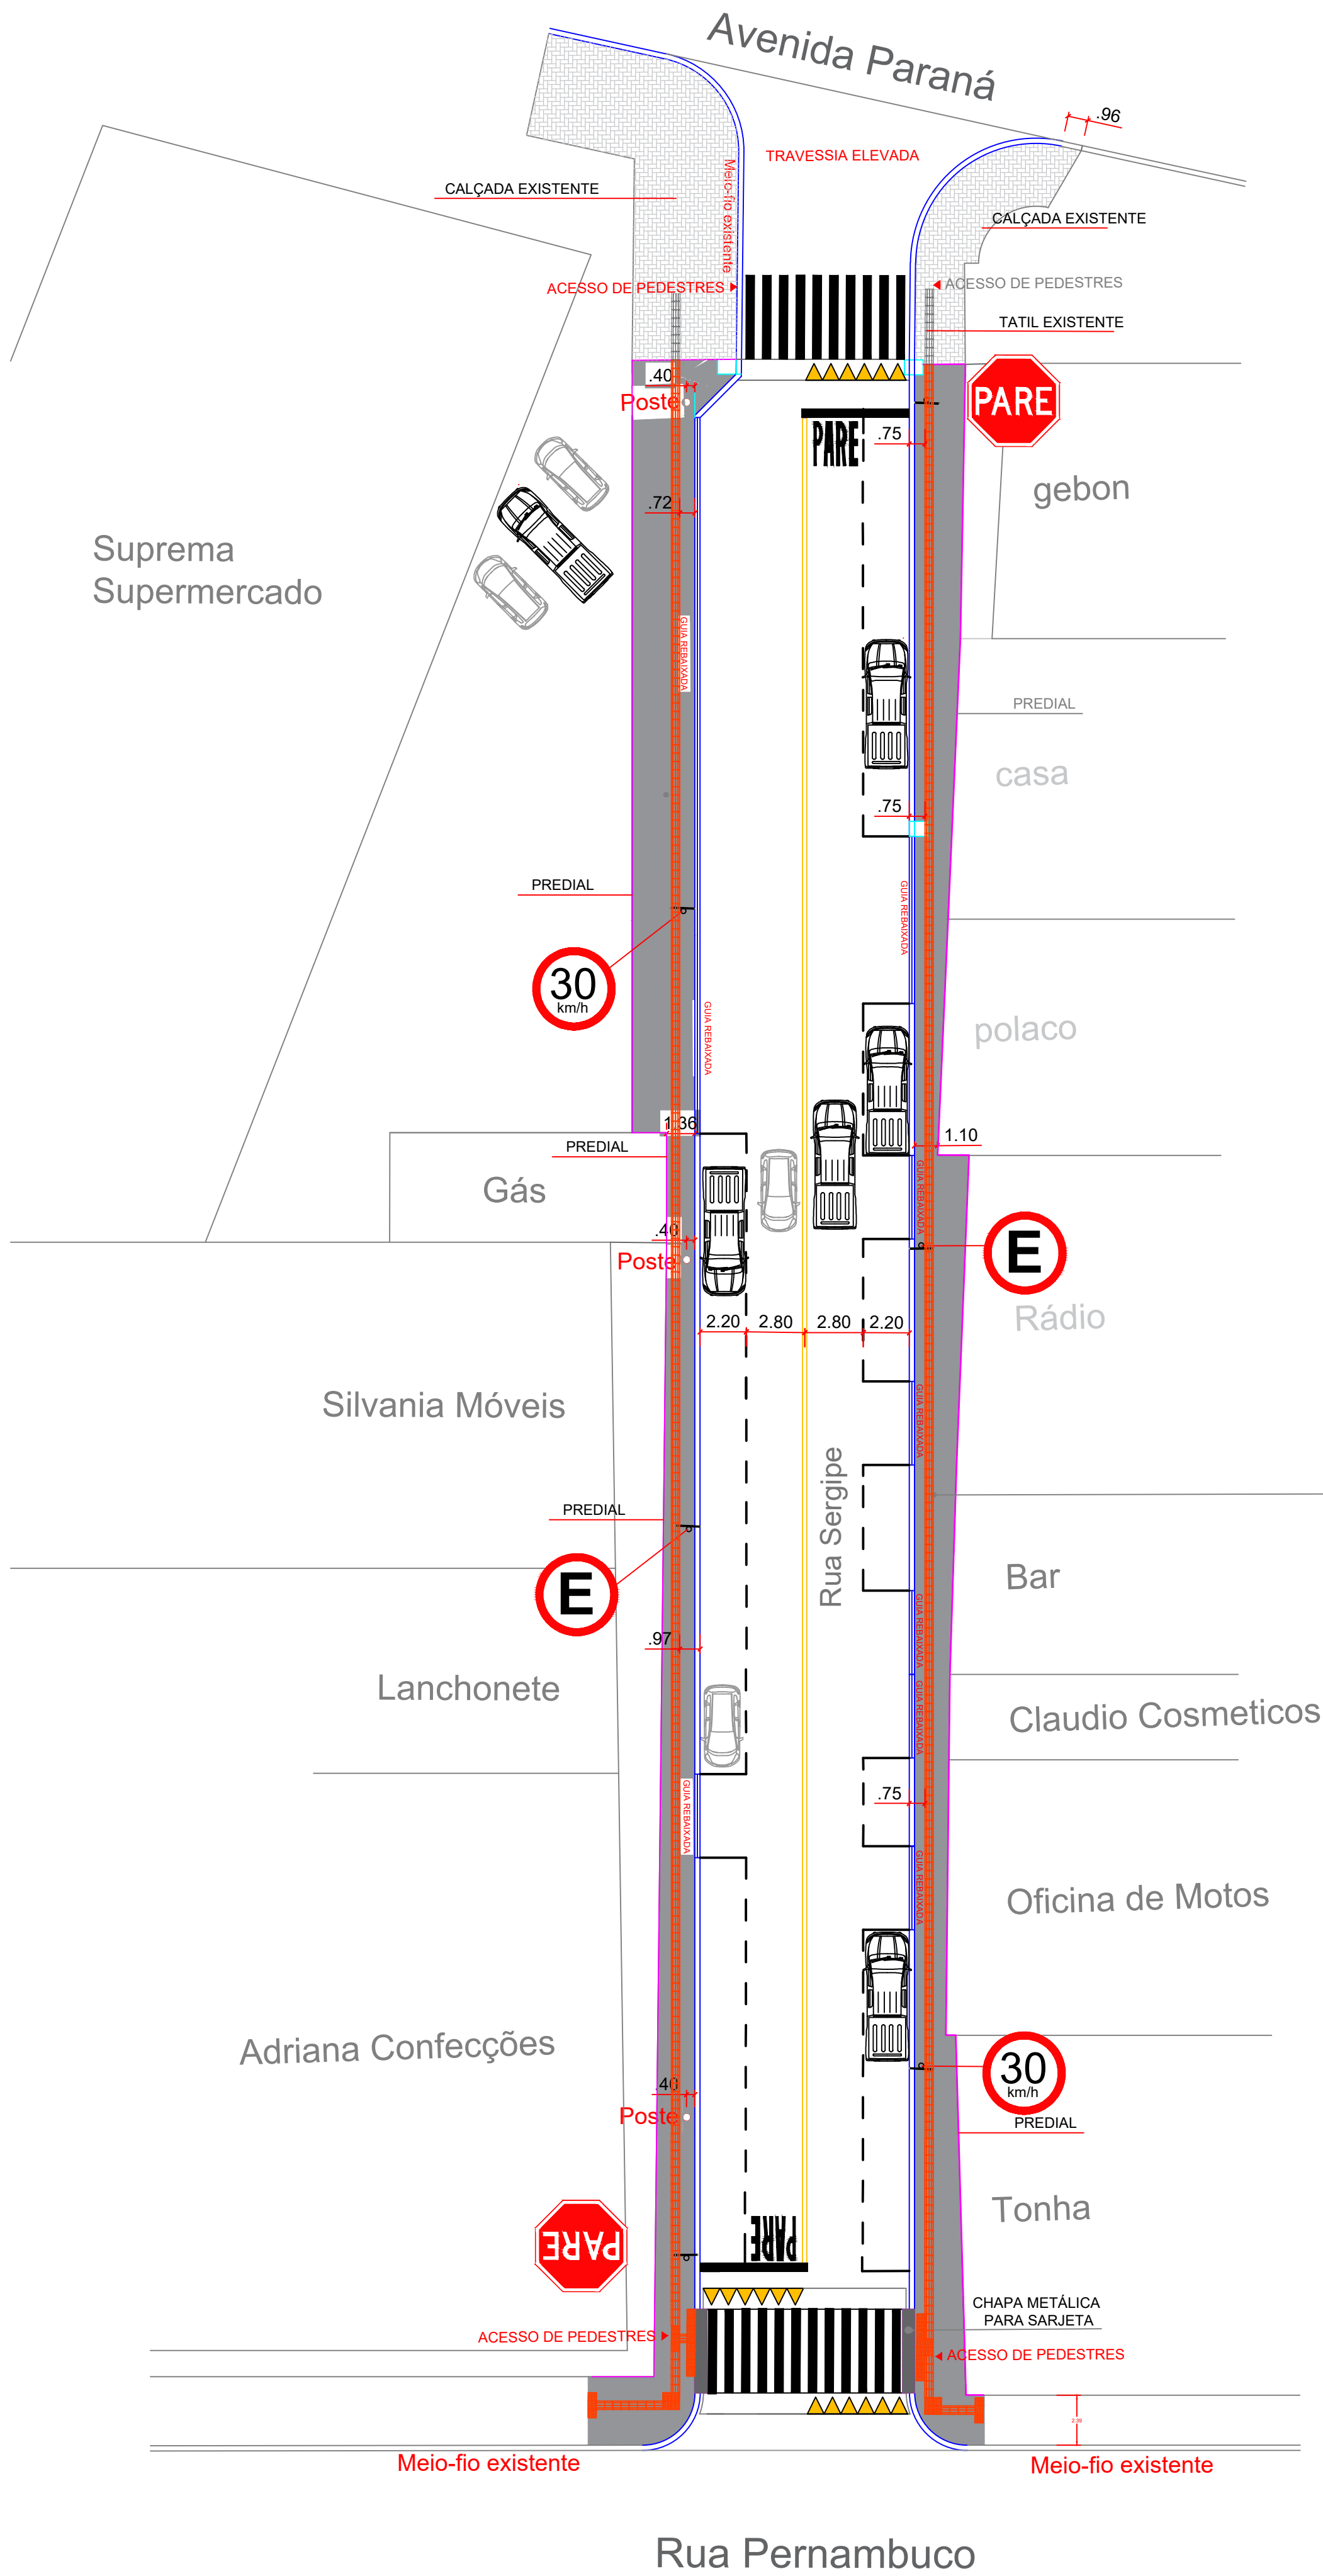 Avenida Paraná
.96
TRAVESSIA ELEVADA
CALÇADA EXISTENTE
Meio-fio existente
CALÇADA EXISTENTE
ACESSO DE PEDESTRES
ACESSO DE PEDESTRES
TATIL EXISTENTE
.40
Poste
PARE
PARE
.75
gebon
.72
Suprema
Supermercado
GUIA REBAIXADA
PREDIAL
casa
.75
PREDIAL
GUIA REBAIXADA
30
km/h
GUIA REBAIXADA
polaco
1.36
1.10
PREDIAL
Gás
GUIA REBAIXADA
.40
Poste
E
Rádio
2.20
2.80
2.80
2.20
Silvania Móveis
GUIA REBAIXADA
Rua Sergipe
PREDIAL
E
Bar
.97
GUIA REBAIXADA
Lanchonete
GUIA REBAIXADA
Claudio Cosmeticos
.75
GUIA REBAIXADA
GUIA REBAIXADA
Oficina de Motos
Adriana Confecções
30
km/h
.40
Poste
PREDIAL
Tonha
PARE
PARE
CHAPA METÁLICA
PARA SARJETA
ACESSO DE PEDESTRES
ACESSO DE PEDESTRES
2.39
Meio-fio existente
Meio-fio existente
Rua Pernambuco